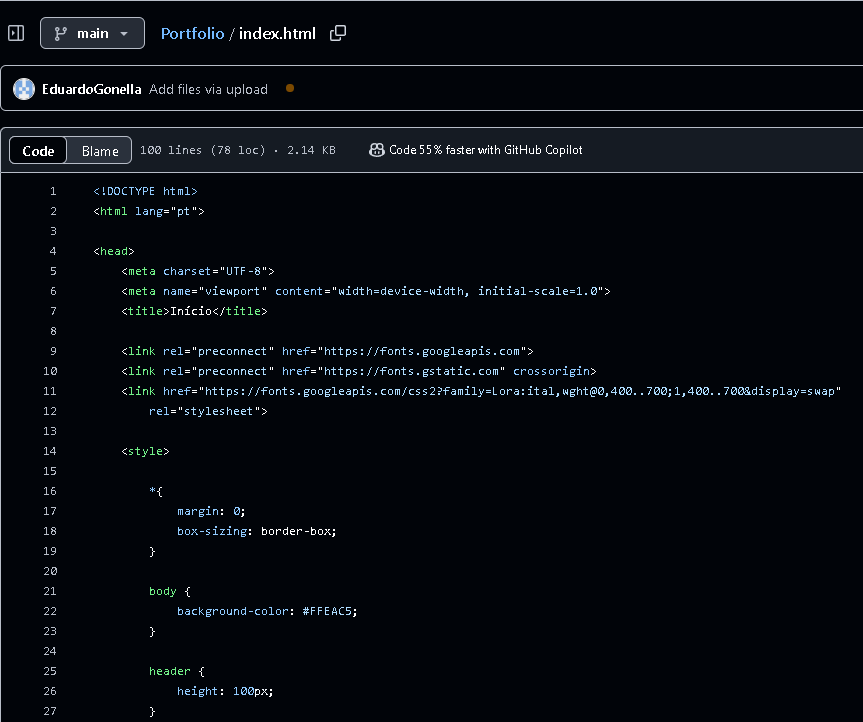 main
Portfolio / index.html
EduardoGonella Add files via upload
Code Blame 100 lines (78 loc) · 2.14 KB Code 55% faster with GitHub Copilot
1 <!DOCTYPE html>
2 <html lang="pt">
3
4 <head>
5 <meta charset="UTF-8">
6 <meta name="viewport" content="width=device-width, initial-scale=1.0">
7 <title>Início</title>
8
9 <link rel="preconnect" href="https://fonts.googleapis.com">
10 <link rel="preconnect" href="https://fonts.gstatic.com" crossorigin>
11 <link href="https://fonts.googleapis.com/css2?family=Lora:ital,wght@0,400..700;1,400..700&display=swap"
12 rel="stylesheet">
13
14 <style>
15
16 *{
17 margin: 0;
18 box-sizing: border-box;
19 }
20
21 body {
22 background-color: #FFEAC5;
23 }
24
25 header {
26 height: 100px;
27 }